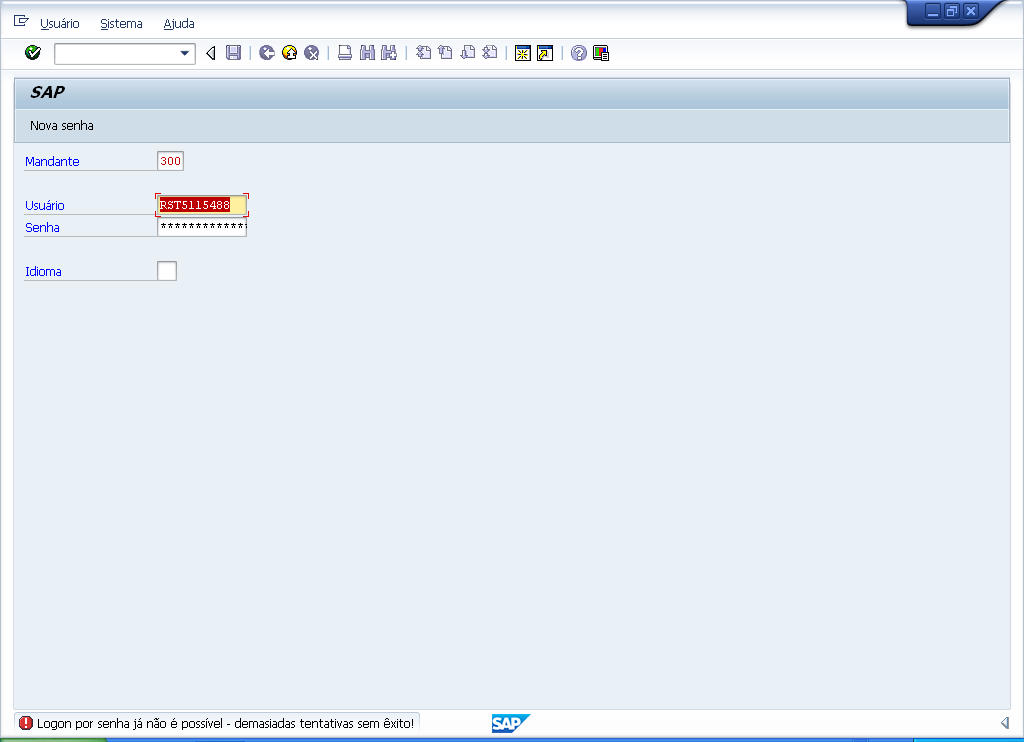 Usuário Sistema Ajuda
SAP
Nova senha
Mandante 300
Usuário RST5115488
Senha ************
Idioma
Logon por senha já não é possível - demasiadas tentativas sem êxito!
SAP